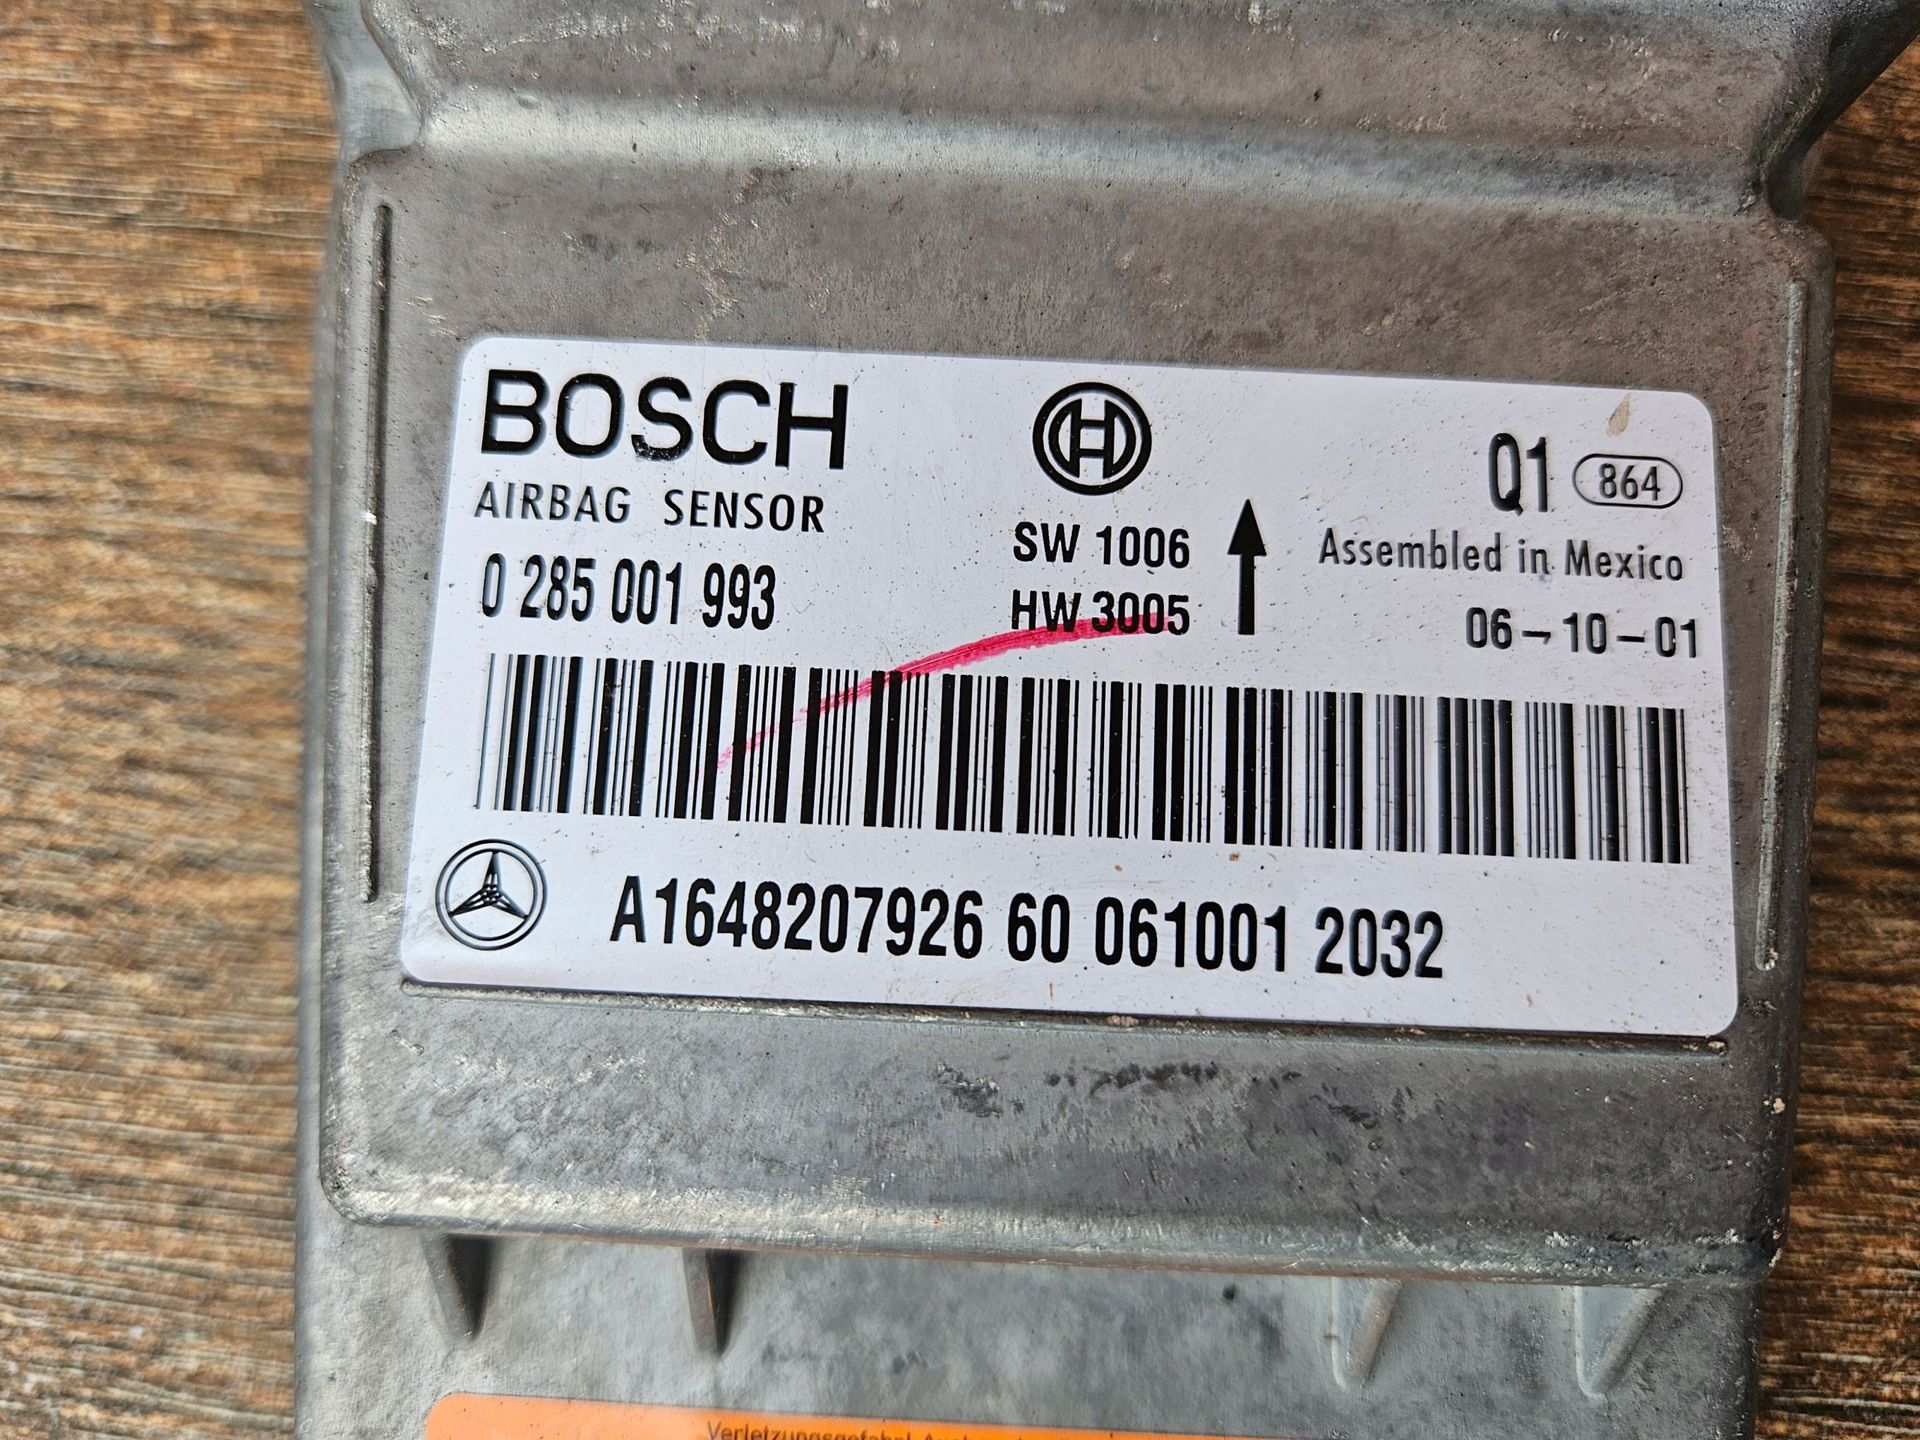 BOSCH
AIRBAG SENSOR
0 285 001 993
SW 1006
HW 3005
Q1 864
Assembled in Mexico
06-10-01
A1648207926 60 061001 2032
Verletzungsgefahr!